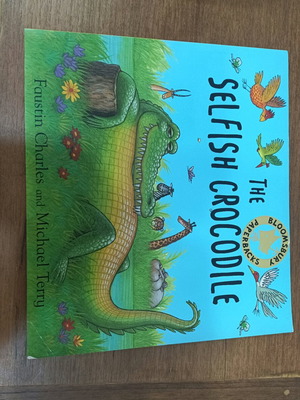 THE
SELFISH CROCODILE
BLOOMSBURY
PAPERBACKS
Faustin Charles and Michael Terry